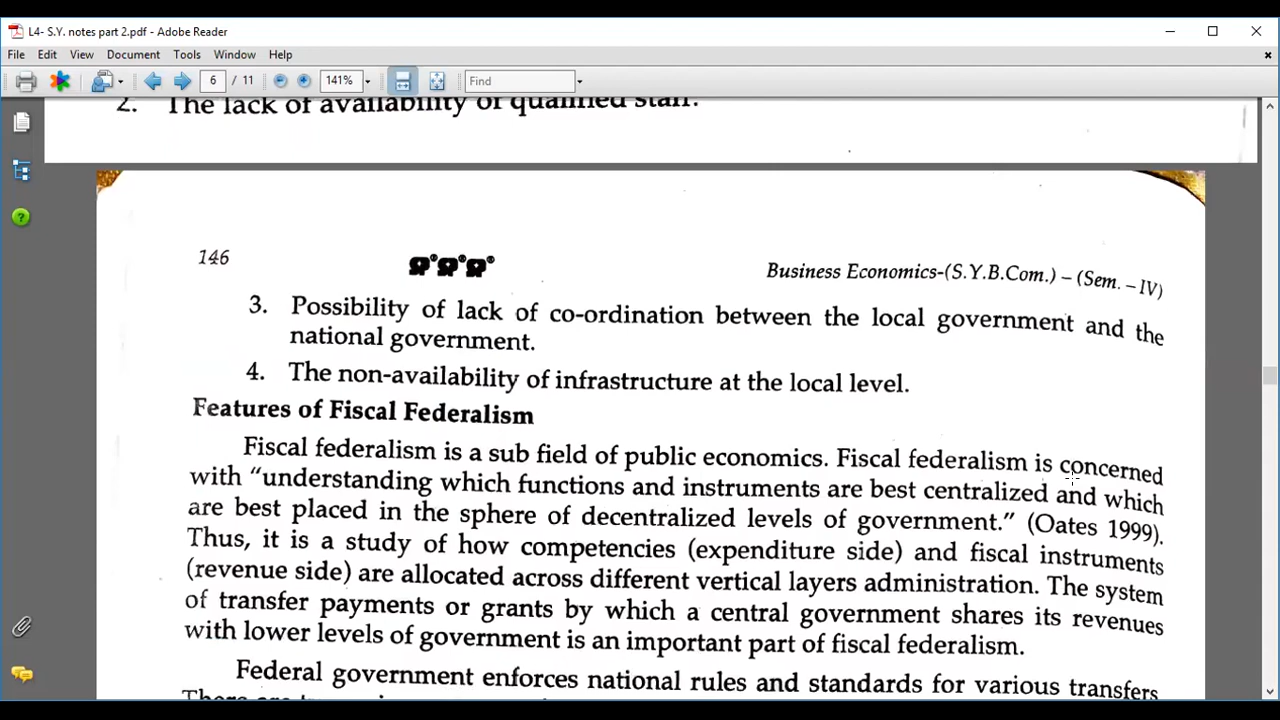 L4- S.Y. notes part 2.pdf - Adobe Reader
File Edit View Document Tools Window Help
6 / 11 141% Find
2. The lack of availability of qualified staff.
146 Business Economics-(S.Y.B.Com.) – (Sem. – IV)
3. Possibility of lack of co-ordination between the local government and the
national government.
4. The non-availability of infrastructure at the local level.
Features of Fiscal Federalism
Fiscal federalism is a sub field of public economics. Fiscal federalism is concerned
with “understanding which functions and instruments are best centralized and which
are best placed in the sphere of decentralized levels of government.” (Oates 1999).
Thus, it is a study of how competencies (expenditure side) and fiscal instruments
(revenue side) are allocated across different vertical layers administration. The system
of transfer payments or grants by which a central government shares its revenues
with lower levels of government is an important part of fiscal federalism.
Federal government enforces national rules and standards for various transfers
There are